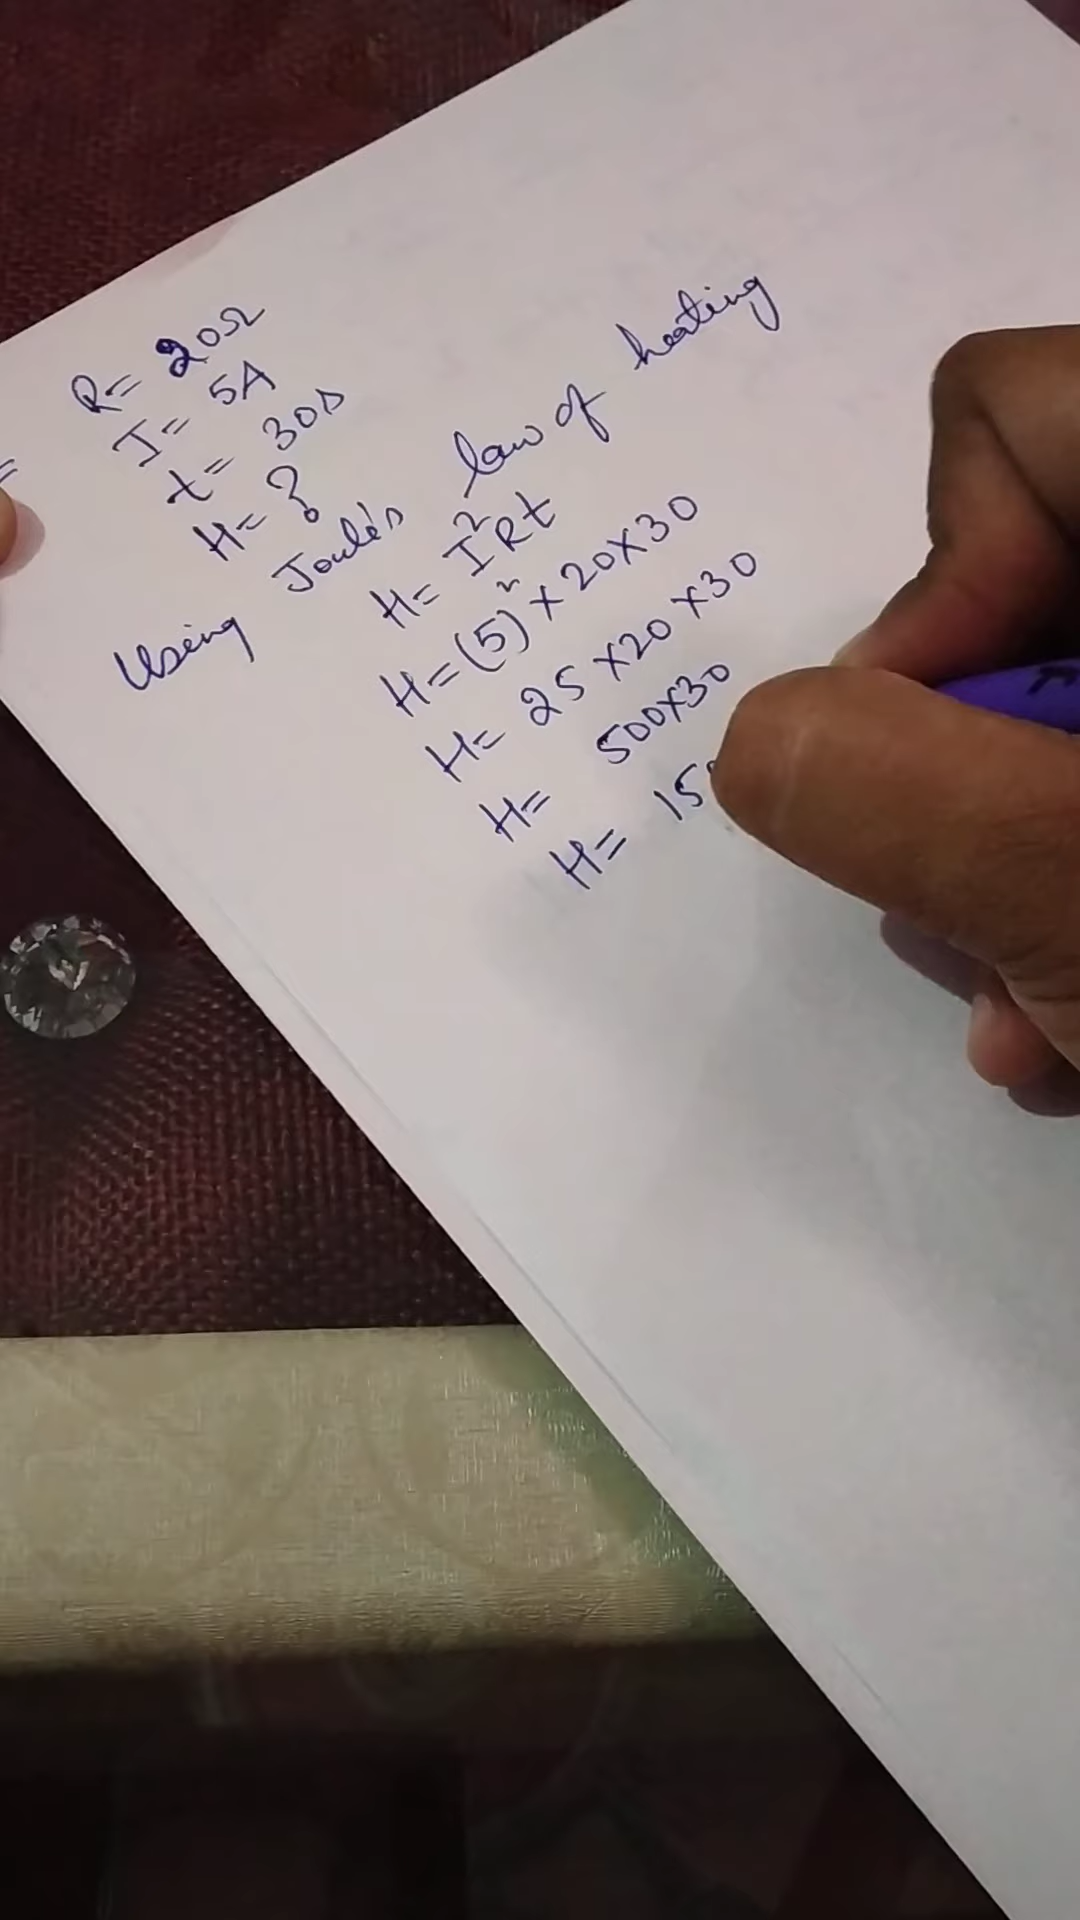 R= 20Ω
I= 5A
t= 30s
H= ?
Using Joule's law of heating
H= I²Rt
H= (5)² × 20×30
H= 25 ×20 ×30
H= 500×30
H= 15